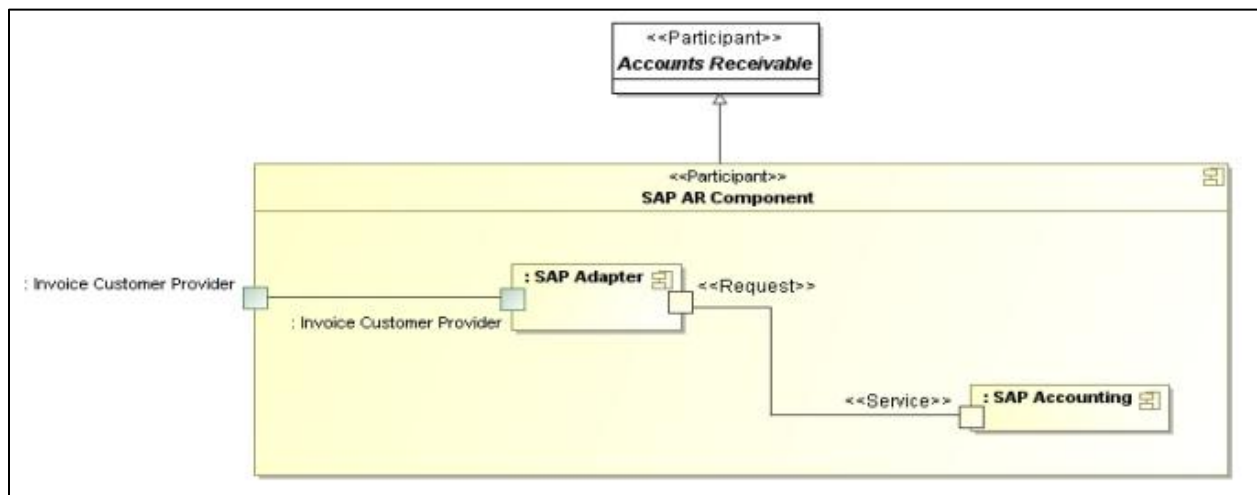 <<Participant>>
Accounts Receivable
<<Participant>>
SAP AR Component
: Invoice Customer Provider
: SAP Adapter
<<Request>>
: Invoice Customer Provider
<<Service>>
: SAP Accounting